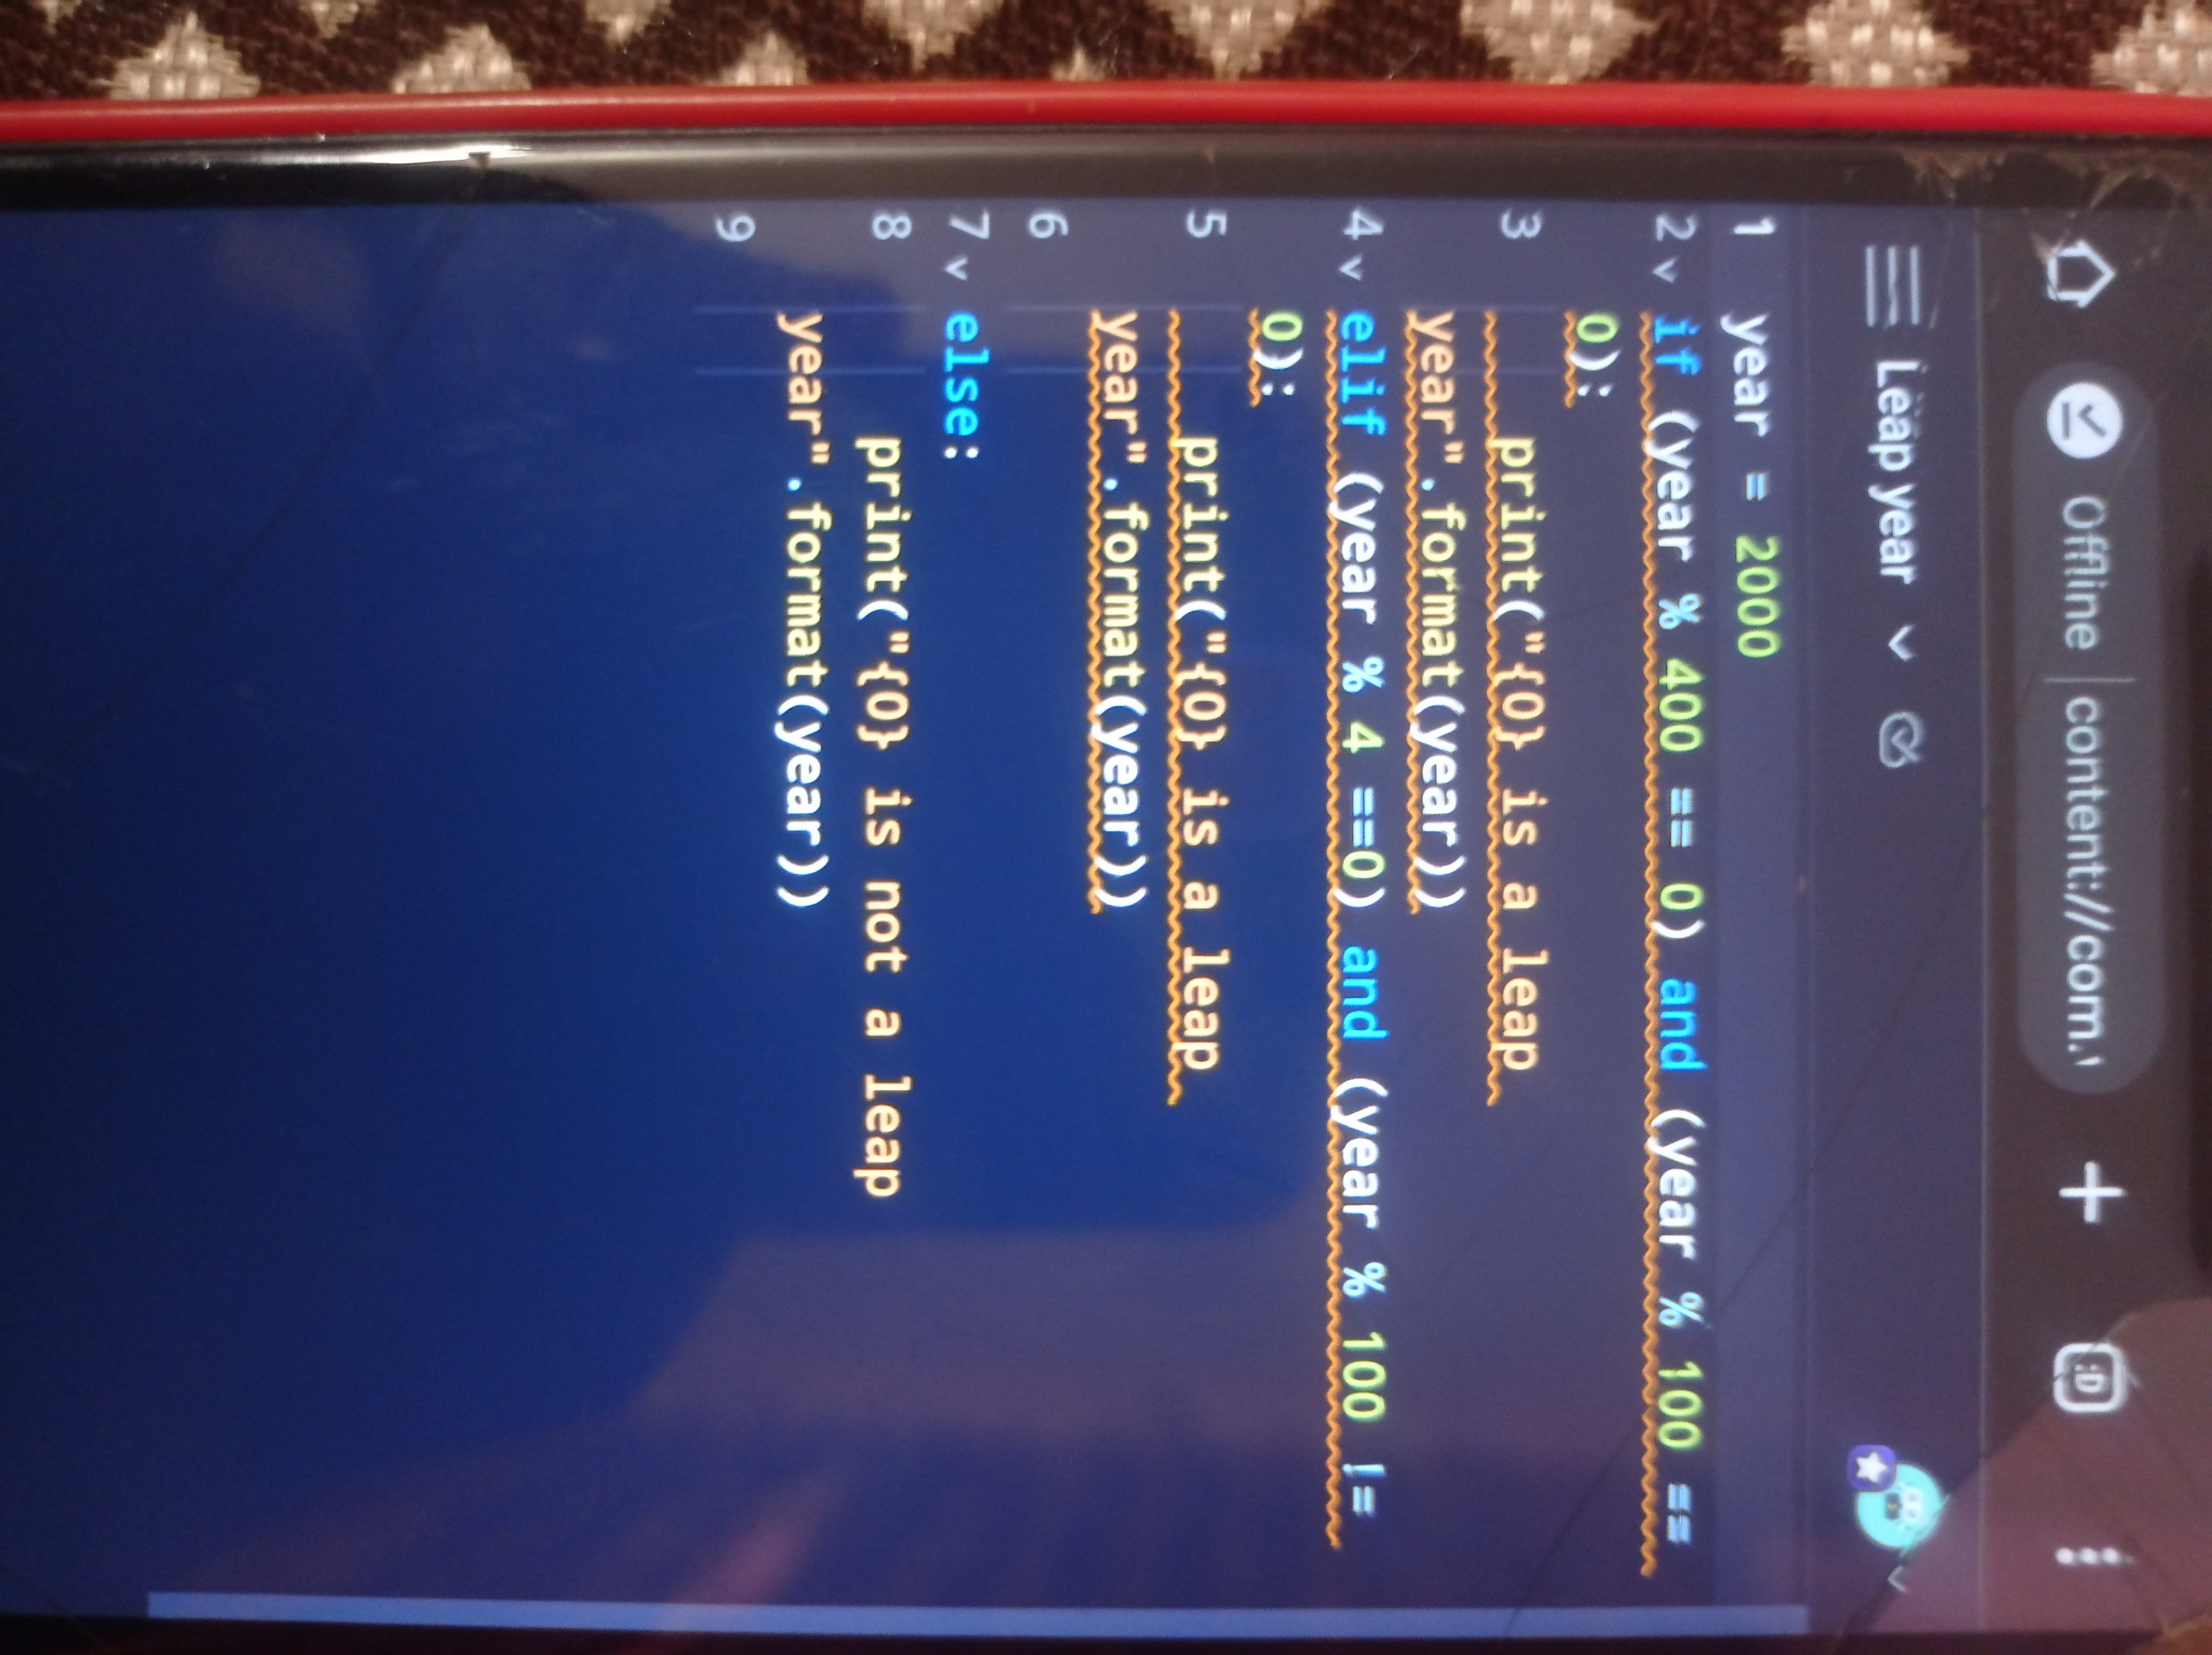 Offline | content://com.
:D
Leap year
1 year = 2000
2 if (year % 400 == 0) and (year % 100 ==
0):
3     print("{0} is a leap
year".format(year))
4 elif (year % 4 ==0) and (year % 100 !=
0):
5     print("{0} is a leap
year".format(year))
6
7 else:
8     print("{0} is not a leap
year".format(year))
9